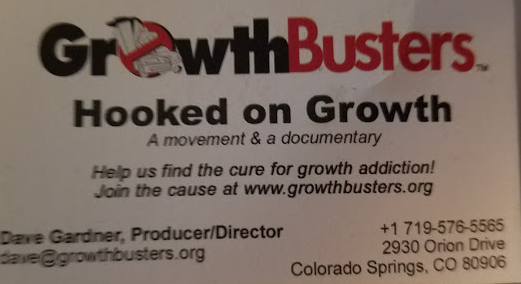 GrowthBusters™
Hooked on Growth
A movement & a documentary
Help us find the cure for growth addiction!
Join the cause at www.growthbusters.org
Dave Gardner, Producer/Director
dave@growthbusters.org
+1 719-576-5565
2930 Orion Drive
Colorado Springs, CO 80906